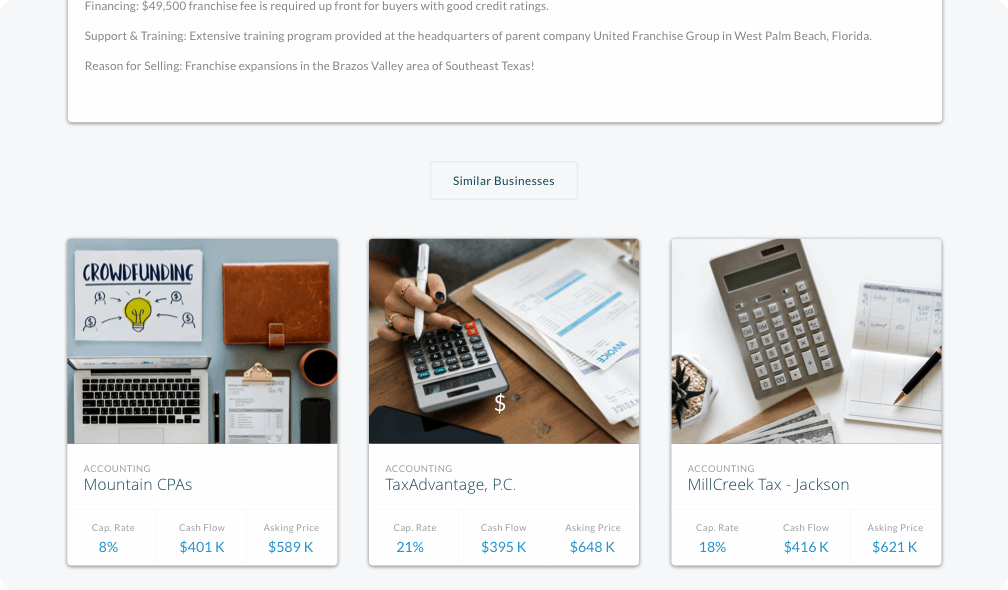 Financing: $49,500 franchise fee is required up front for buyers with good credit ratings.
Support & Training: Extensive training program provided at the headquarters of parent company United Franchise Group in West Palm Beach, Florida.
Reason for Selling: Franchise expansions in the Brazos Valley area of Southeast Texas!
Similar Businesses
CROWDFUNDING
INVOICE
INVOICE
$
ACCOUNTING
Mountain CPAs
Cap. Rate
Cash Flow
Asking Price
8%
$401 K
$589 K
ACCOUNTING
TaxAdvantage, P.C.
Cap. Rate
Cash Flow
Asking Price
21%
$395 K
$648 K
ACCOUNTING
MillCreek Tax - Jackson
Cap. Rate
Cash Flow
Asking Price
18%
$416 K
$621 K